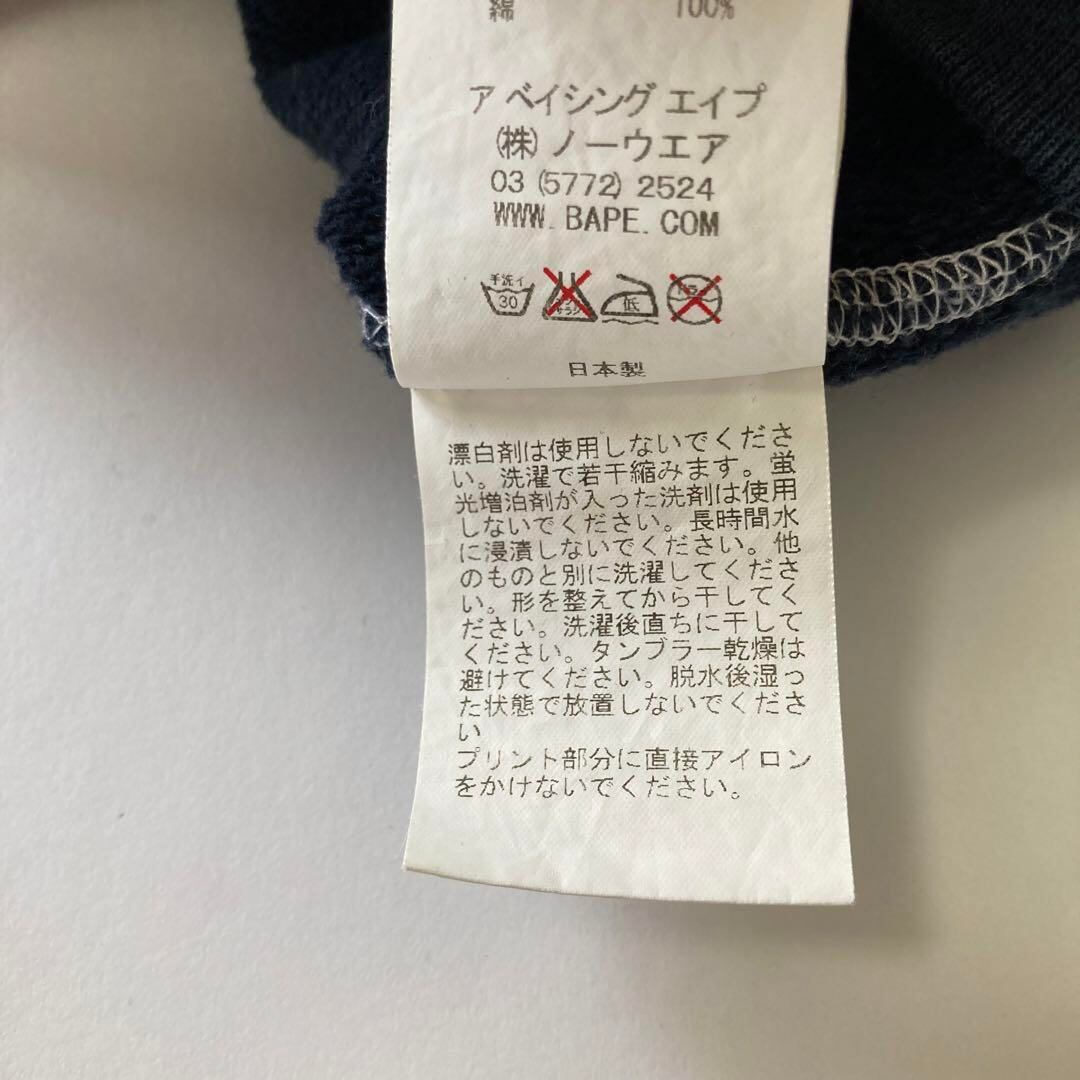 綿 100%
ア ベイシング エイプ
(株) ノーウエア
03 (5772) 2524
WWW. BAPE. COM
手洗イ
30 低
日本製
漂白剤は使用しないでくださ
い。洗濯で若干縮みます。蛍
光増泊剤が入った洗剤は使用
しないでください。長時間水
に浸漬しないでください。他
のものと別に洗濯してくださ
い。形を整えてから干してく
ださい。洗濯後直ちに干して
ください。タンブラー乾燥は
避けてください。脱水後湿っ
た状態で放置しないでくださ
い
プリント部分に直接アイロン
をかけないでください。